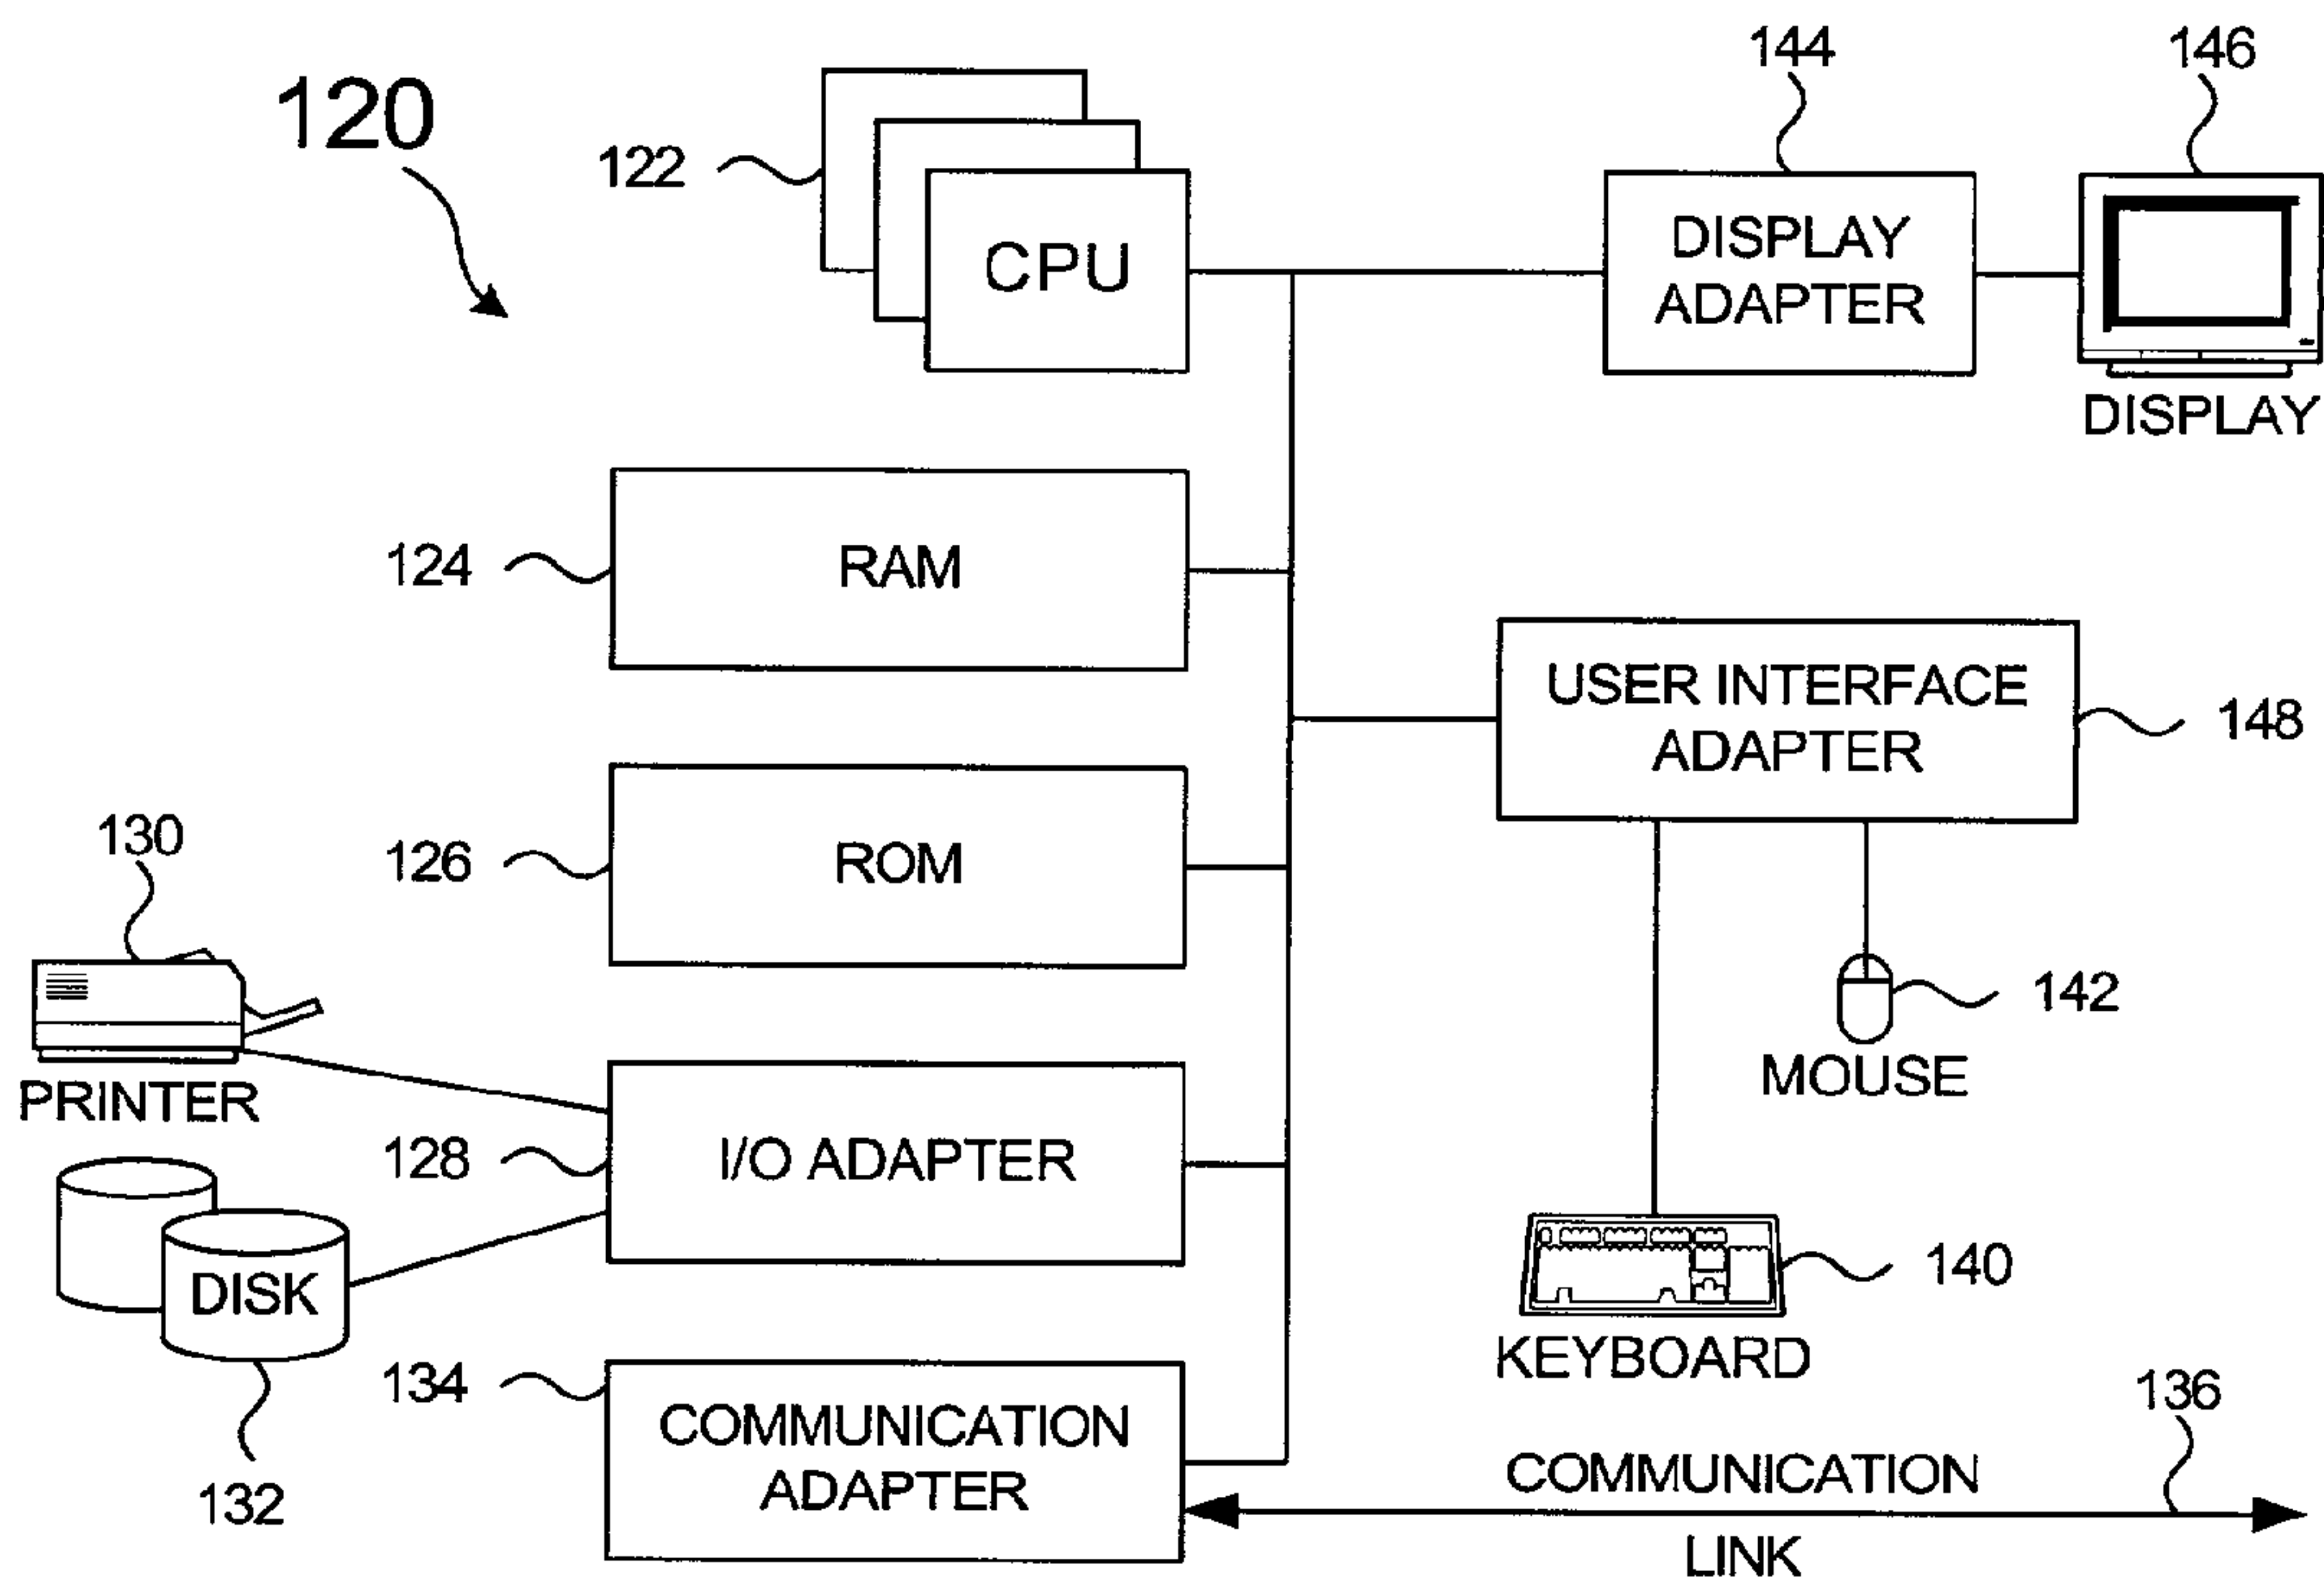 120
122
CPU
144
146
DISPLAY
ADAPTER
DISPLAY
124
RAM
USER INTERFACE
ADAPTER
148
126
ROM
130
PRINTER
142
MOUSE
128
I/O ADAPTER
DISK
132
140
KEYBOARD
134
COMMUNICATION
ADAPTER
136
COMMUNICATION
LINK